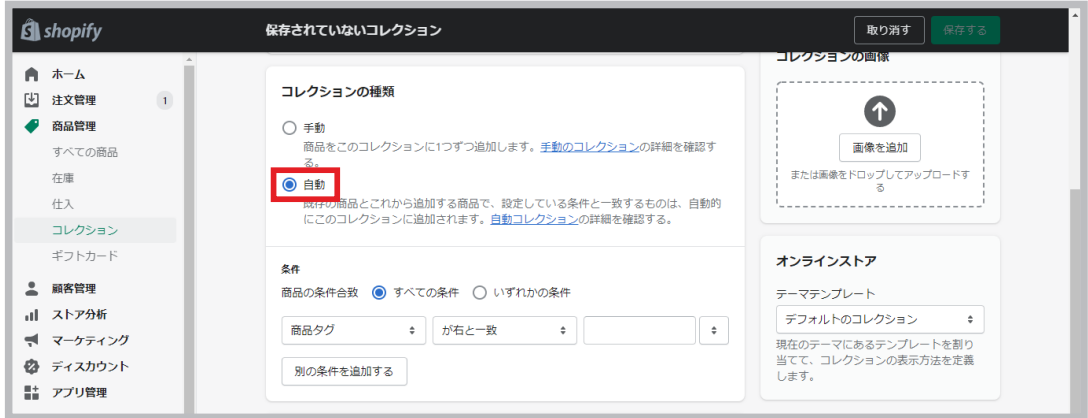 shopify
保存されていないコレクション
取り消す
保存する
ホーム
注文管理
1
商品管理
すべての商品
在庫
仕入
コレクション
ギフトカード
顧客管理
ストア分析
マーケティング
ディスカウント
アプリ管理
コレクションの種類
手動
商品をこのコレクションに1つずつ追加します。手動のコレクションの詳細を確認す
る。
自動
既存の商品とこれから追加する商品で、設定している条件と一致するものは、自動的
にこのコレクションに追加されます。自動コレクションの詳細を確認する。
条件
商品の条件合致 すべての条件 いずれかの条件
商品タグ
が右と一致
別の条件を追加する
コレクションの画像
画像を追加
または画像をドロップしてアップロードす
る
オンラインストア
テーマテンプレート
デフォルトのコレクション
現在のテーマにあるテンプレートを割り
当てて、コレクションの表示方法を定義
します。